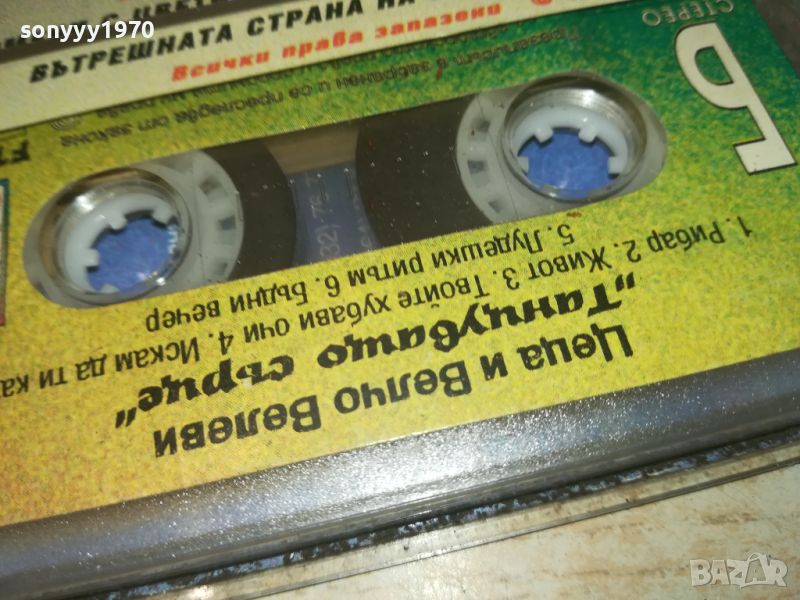 sonyyy1970
ВЪТРЕШНАТА СТРАНА НА
Всички права запазени
СТЕРЕО
Б
Цеца и Велчо Велеви
"Танцуващо сърце"
1. Рибар 2. Живот 3. Твоите хубави очи 4. Искам да ти ка
5. Лудешки ритъм 6. Бъдни вечер
BAZAR